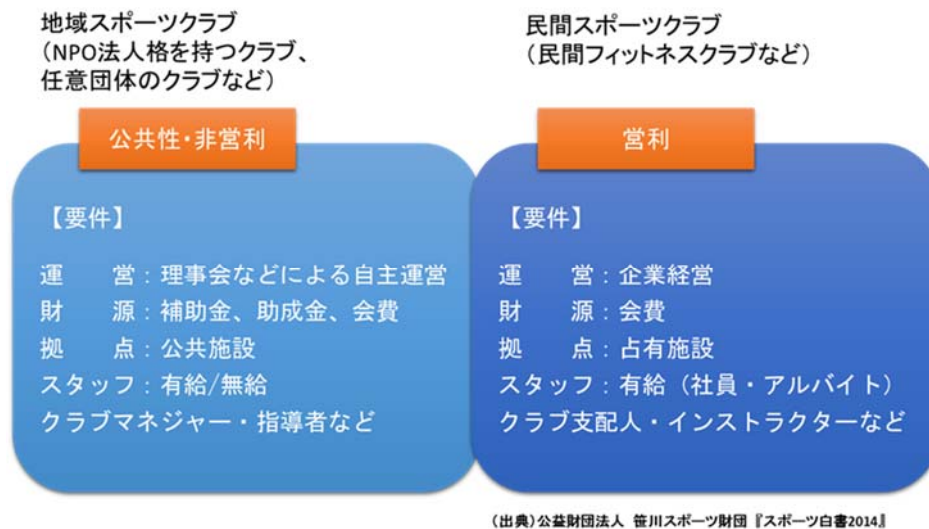 地域スポーツクラブ
(NPO法人格を持つクラブ、
任意団体のクラブなど)
公共性・非営利
【要件】
運　　営：理事会などによる自主運営
財　　源：補助金、助成金、会費
拠　　点：公共施設
スタッフ：有給/無給
クラブマネジャー・指導者など
民間スポーツクラブ
(民間フィットネスクラブなど)
営利
【要件】
運　　営：企業経営
財　　源：会費
拠　　点：占有施設
スタッフ：有給（社員・アルバイト）
クラブ支配人・インストラクターなど
(出典)公益財団法人 笹川スポーツ財団『スポーツ白書2014』